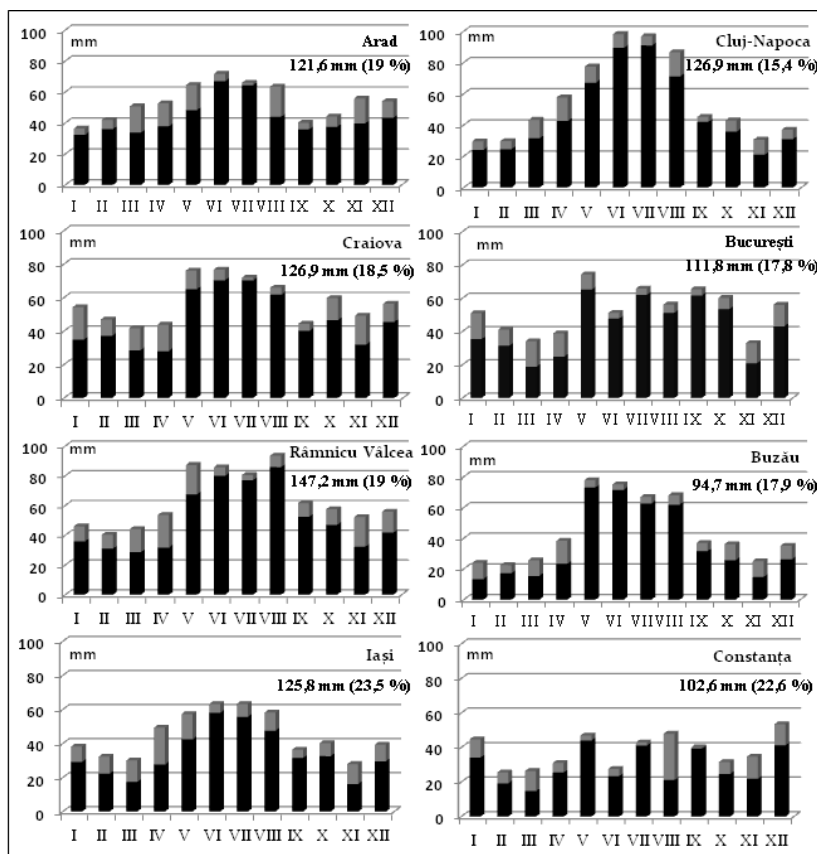 100
mm
Arad
121,6 mm (19 %)
80
60
40
20
0
I II III IV V VI VII VIII IX X XI XII
100
mm
Cluj-Napoca
126,9 mm (15,4 %)
80
60
40
20
0
I II III IV V VI VII VIII IX X XI XII
100
mm
Craiova
126,9 mm (18,5 %)
80
60
40
20
0
I II III IV V VI VII VIII IX X XI XII
100
mm
București
111,8 mm (17,8 %)
80
60
40
20
0
I II III IV V VI VII VIII IX X XI XII
100
mm
Râmnicu Vâlcea
147,2 mm (19 %)
80
60
40
20
0
I II III IV V VI VII VIII IX X XI XII
100
mm
Buzău
94,7 mm (17,9 %)
80
60
40
20
0
I II III IV V VI VII VIII IX X XI XII
100
mm
Iași
125,8 mm (23,5 %)
80
60
40
20
0
I II III IV V VI VII VIII IX X XI XII
100
mm
Constanța
102,6 mm (22,6 %)
80
60
40
20
0
I II III IV V VI VII VIII IX X XI XII